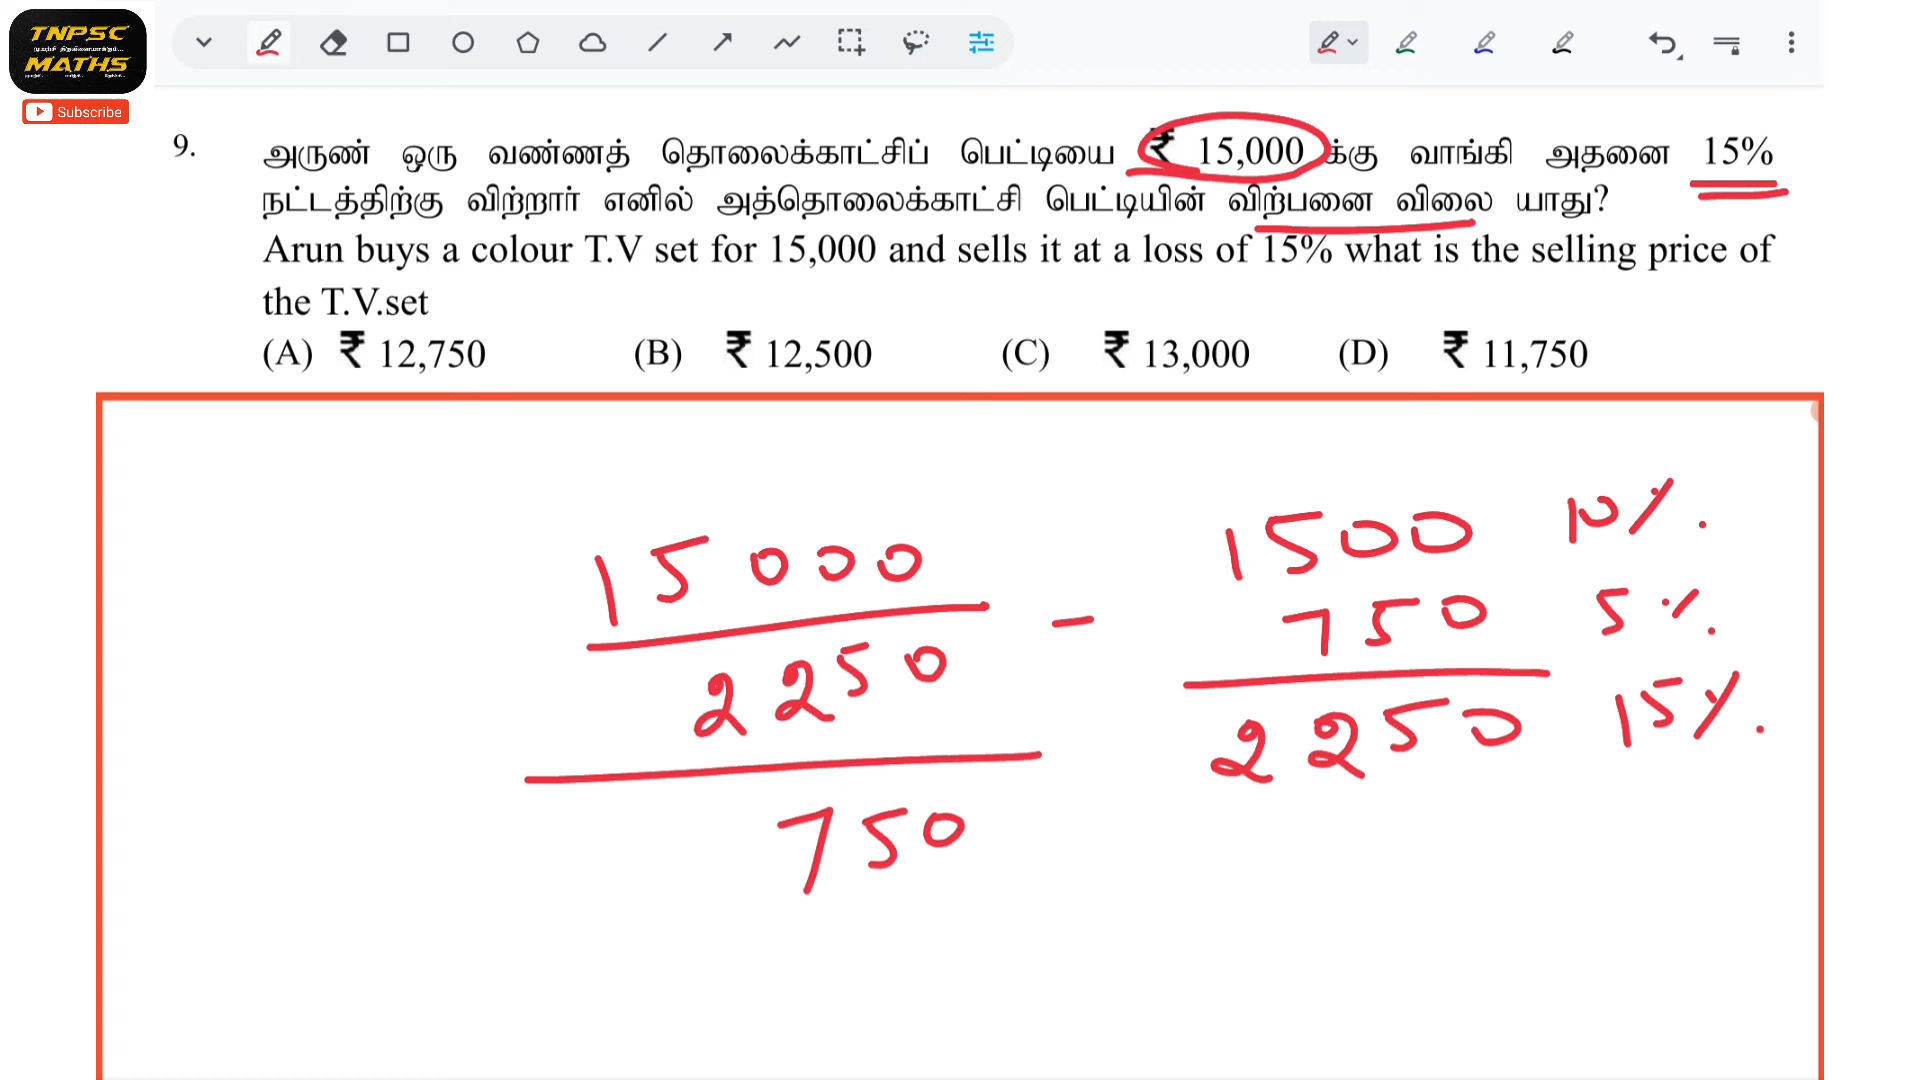 TNPSC
MATHS
Subscribe
9. அருண் ஒரு வண்ணத் தொலைக்காட்சிப் பெட்டியை ₹ 15,000 க்கு வாங்கி அதனை 15%
நட்டத்திற்கு விற்றார் எனில் அத்தொலைக்காட்சி பெட்டியின் விற்பனை விலை யாது?
Arun buys a colour T.V set for 15,000 and sells it at a loss of 15% what is the selling price of
the T.V.set
(A) ₹ 12,750 (B) ₹ 12,500 (C) ₹ 13,000 (D) ₹ 11,750
1500 10%.
15000
750 5%.
-
2250
2250 15%.
750